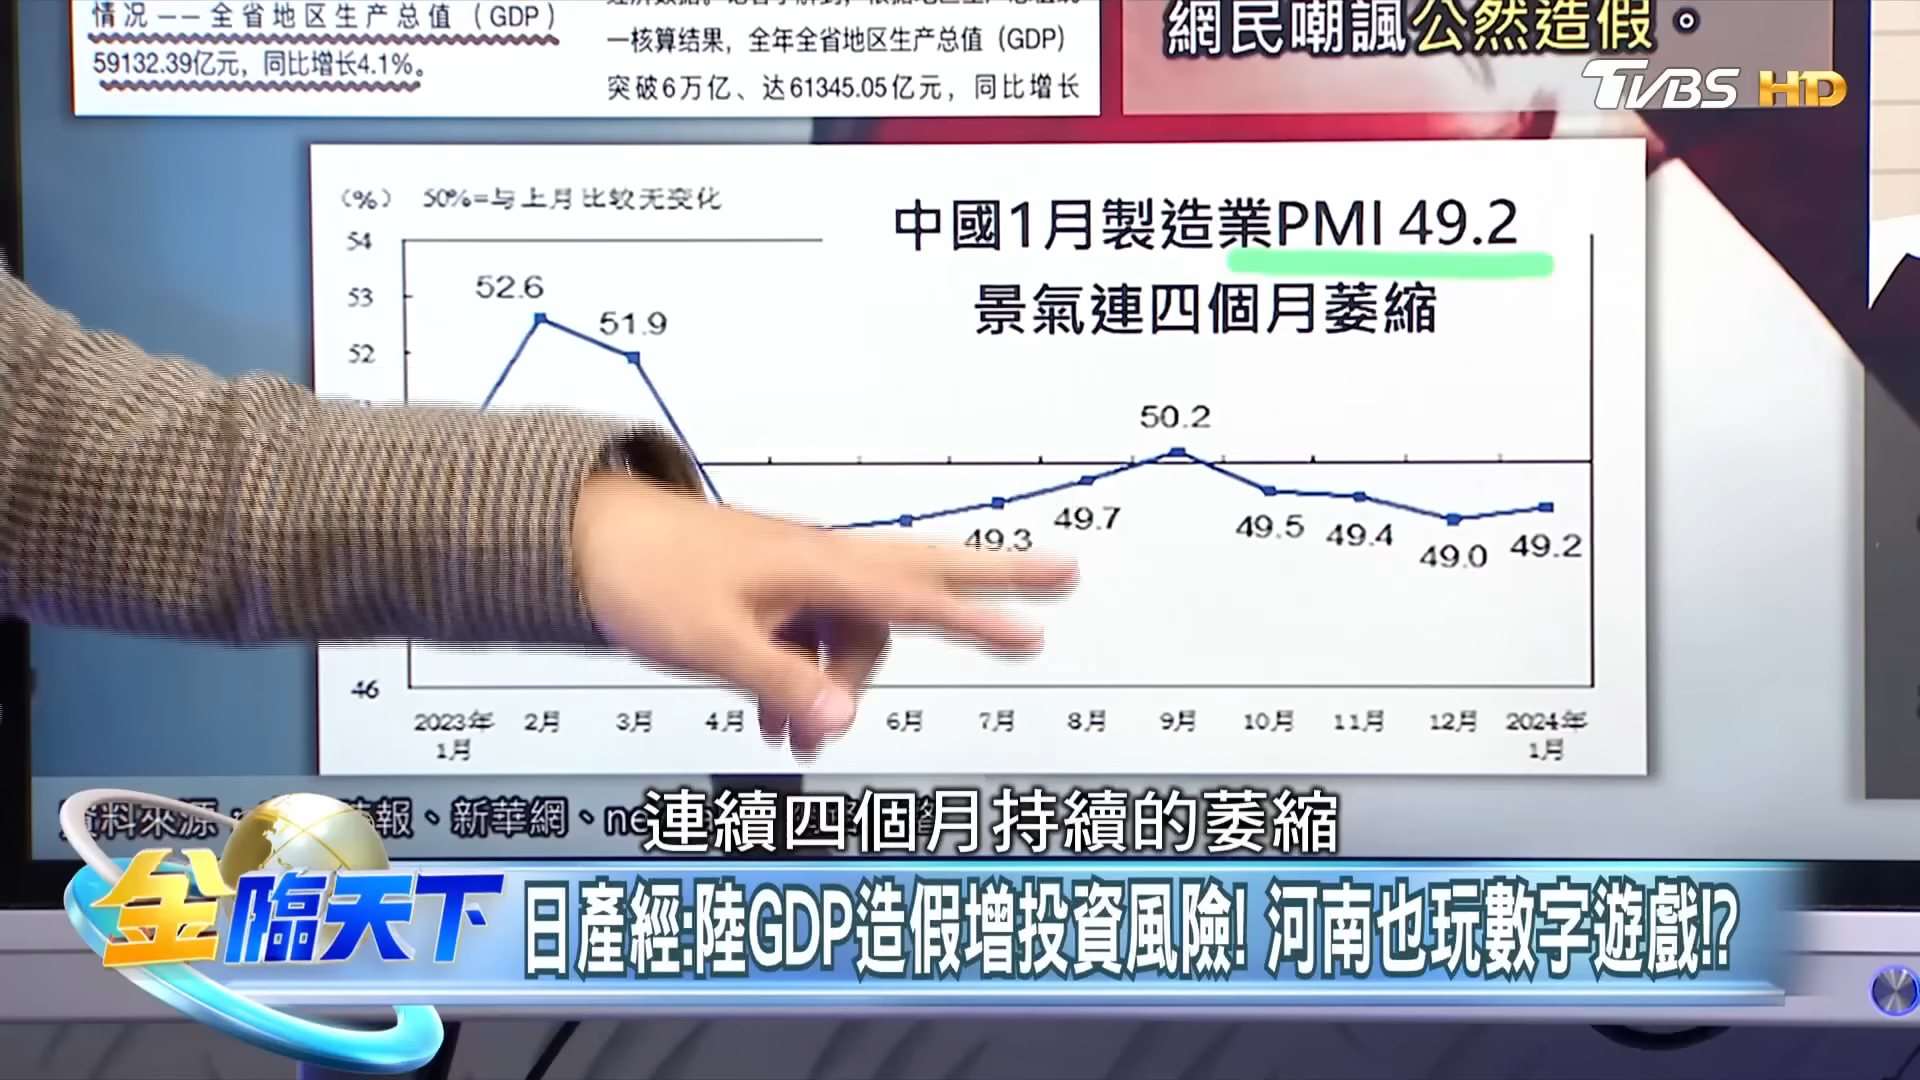 情况——全省地区生产总值（GDP）
59132.39亿元，同比增长4.1%。
一核算结果，全年全省地区生产总值（GDP）
突破6万亿、达61345.05亿元，同比增长
網民嘲諷公然造假。
TVBS HD
（%） 50%=与上月比较无变化
中國1月製造業PMI 49.2
景氣連四個月萎縮
54
53
52
46
52.6
51.9
49.3
49.7
50.2
49.5
49.4
49.0
49.2
2023年
1月
2月
3月
4月
6月
7月
8月
9月
10月
11月
12月
2024年
1月
資料來源
時報、新華網、ne
連續四個月持續的萎縮
金臨天下
日產經:陸GDP造假增投資風險! 河南也玩數字遊戲!?